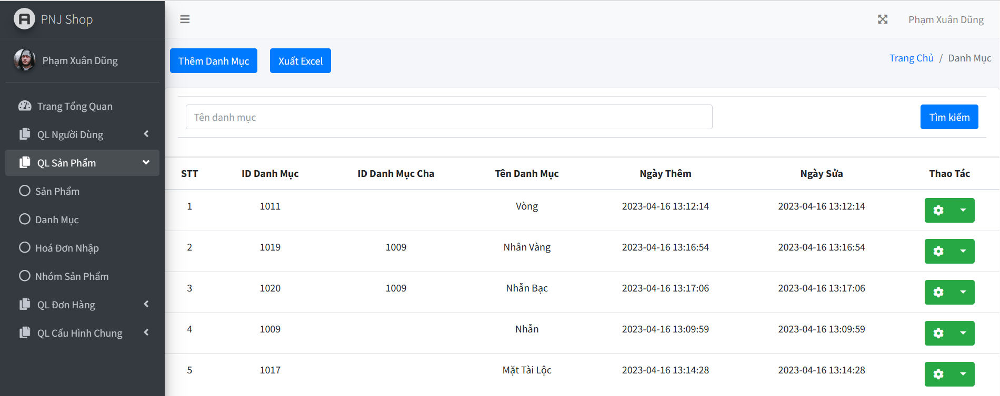 PNJ Shop
Phạm Xuân Dũng
Phạm Xuân Dũng
Trang Tổng Quan
QL Người Dùng
QL Sản Phẩm
Sản Phẩm
Danh Mục
Hoá Đơn Nhập
Nhóm Sản Phẩm
QL Đơn Hàng
QL Cấu Hình Chung
Thêm Danh Mục Xuất Excel
Trang Chủ / Danh Mục
Tên danh mục Tìm kiếm
STT ID Danh Mục ID Danh Mục Cha Tên Danh Mục Ngày Thêm Ngày Sửa Thao Tác
1 1011 Vòng 2023-04-16 13:12:14 2023-04-16 13:12:14
2 1019 1009 Nhân Vàng 2023-04-16 13:16:54 2023-04-16 13:16:54
3 1020 1009 Nhẫn Bạc 2023-04-16 13:17:06 2023-04-16 13:17:06
4 1009 Nhẫn 2023-04-16 13:09:59 2023-04-16 13:09:59
5 1017 Mặt Tài Lộc 2023-04-16 13:14:28 2023-04-16 13:14:28